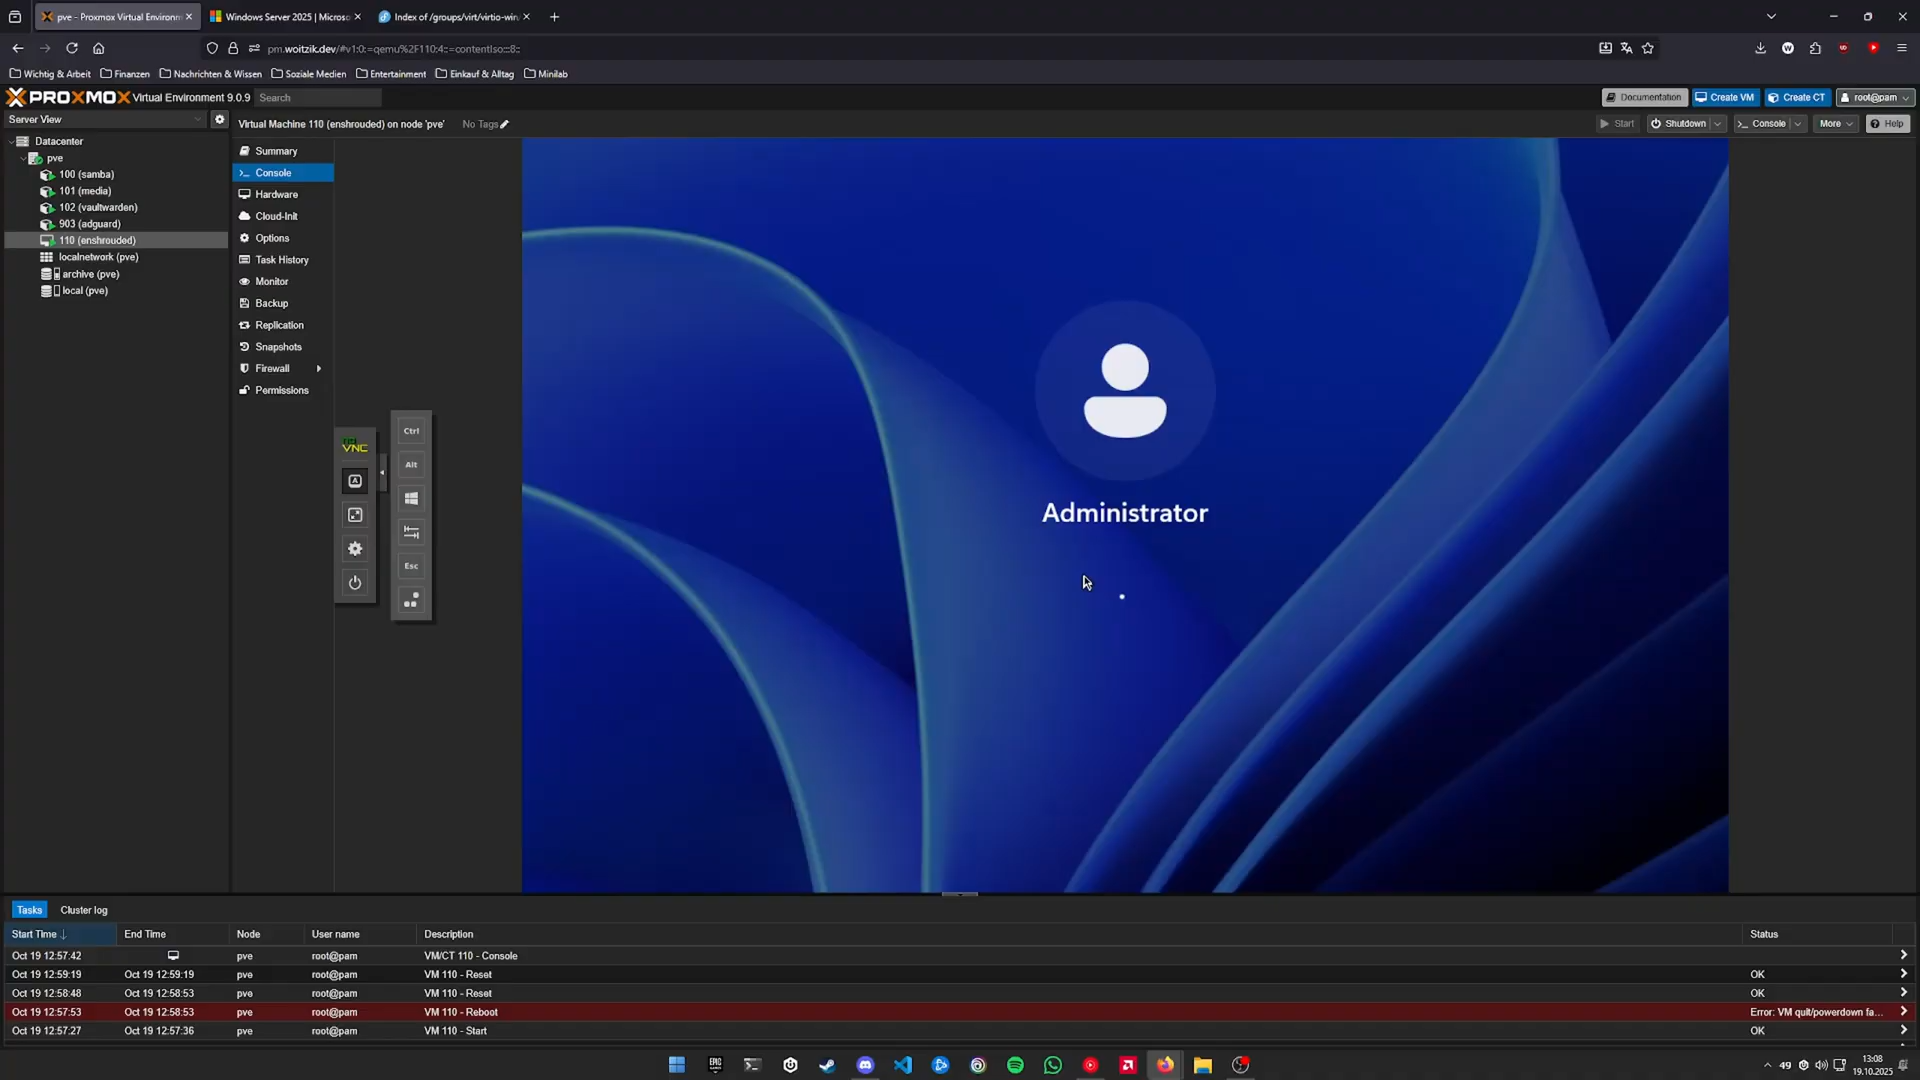 pve - Proxmox Virtual Environm
Windows Server 2025 | Microso
Index of /groups/virt/virtio-win
pm.woitzik.dev/#v1:0:=qemu%2F110:4::=contentIso:::8::
Wichtig & Arbeit
Finanzen
Nachrichten & Wissen
Soziale Medien
Entertainment
Einkauf & Alltag
Minilab
PROXMOX Virtual Environment 9.0.9
Search
Documentation
Create VM
Create CT
root@pam
Server View
Virtual Machine 110 (enshrouded) on node 'pve'
No Tags
Start
Shutdown
Console
More
Help
Datacenter
pve
100 (samba)
101 (media)
102 (vaultwarden)
903 (adguard)
110 (enshrouded)
localnetwork (pve)
archive (pve)
local (pve)
Summary
Console
Hardware
Cloud-Init
Options
Task History
Monitor
Backup
Replication
Snapshots
Firewall
Permissions
VNC
Ctrl
Alt
Esc
Administrator
Tasks
Cluster log
Start Time
End Time
Node
User name
Description
Status
Oct 19 12:57:42
pve
root@pam
VM/CT 110 - Console
Oct 19 12:59:19
Oct 19 12:59:19
pve
root@pam
VM 110 - Reset
OK
Oct 19 12:58:48
Oct 19 12:58:53
pve
root@pam
VM 110 - Reset
OK
Oct 19 12:57:53
Oct 19 12:58:53
pve
root@pam
VM 110 - Reboot
Error: VM quit/powerdown fa...
Oct 19 12:57:27
Oct 19 12:57:36
pve
root@pam
VM 110 - Start
OK
EPIC
49
13:08
19.10.2025